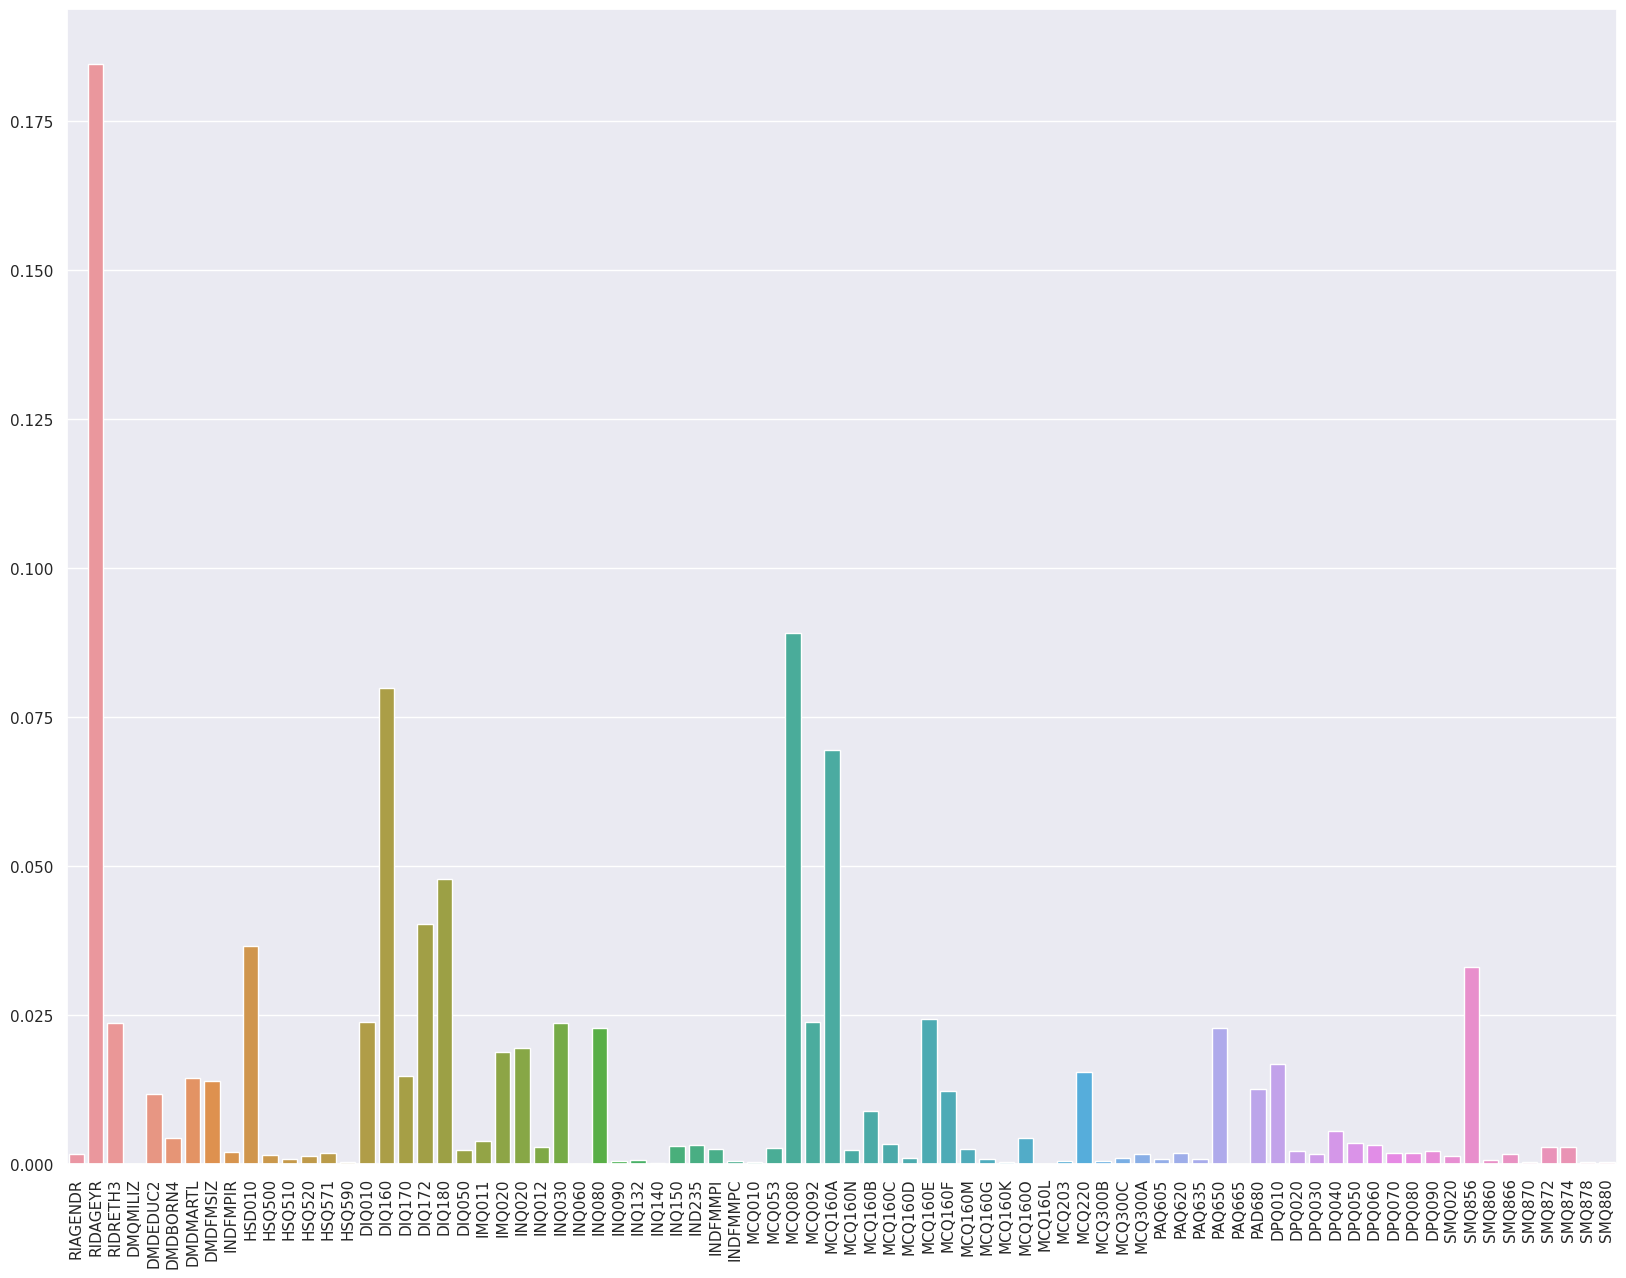 0.175
0.150
0.125
0.100
0.075
0.050
0.025
0.000
RIAGENDR
RIDAGEYR
RIDRETH3
DMQMILIZ
DMDEDUC2
DMDBORN4
DMDMARTL
DMDFMSIZ
INDFMPIR
HSD010
HSQ500
HSQ510
HSQ520
HSQ571
HSQ590
DIQ010
DIQ160
DIQ170
DIQ172
DIQ180
DIQ050
IMQ011
IMQ020
INQ020
INQ012
INQ030
INQ060
INQ080
INQ090
INQ132
INQ140
INQ150
IND235
INDFMMPI
INDFMMPC
MCQ010
MCQ053
MCQ080
MCQ092
MCQ160A
MCQ160N
MCQ160B
MCQ160C
MCQ160D
MCQ160E
MCQ160F
MCQ160M
MCQ160G
MCQ160K
MCQ160O
MCQ160L
MCQ203
MCQ220
MCQ300B
MCQ300C
MCQ300A
PAQ605
PAQ620
PAQ635
PAQ650
PAQ665
PAD680
DPQ010
DPQ020
DPQ030
DPQ040
DPQ050
DPQ060
DPQ070
DPQ080
DPQ090
SMQ020
SMQ856
SMQ860
SMQ866
SMQ870
SMQ872
SMQ874
SMQ878
SMQ880